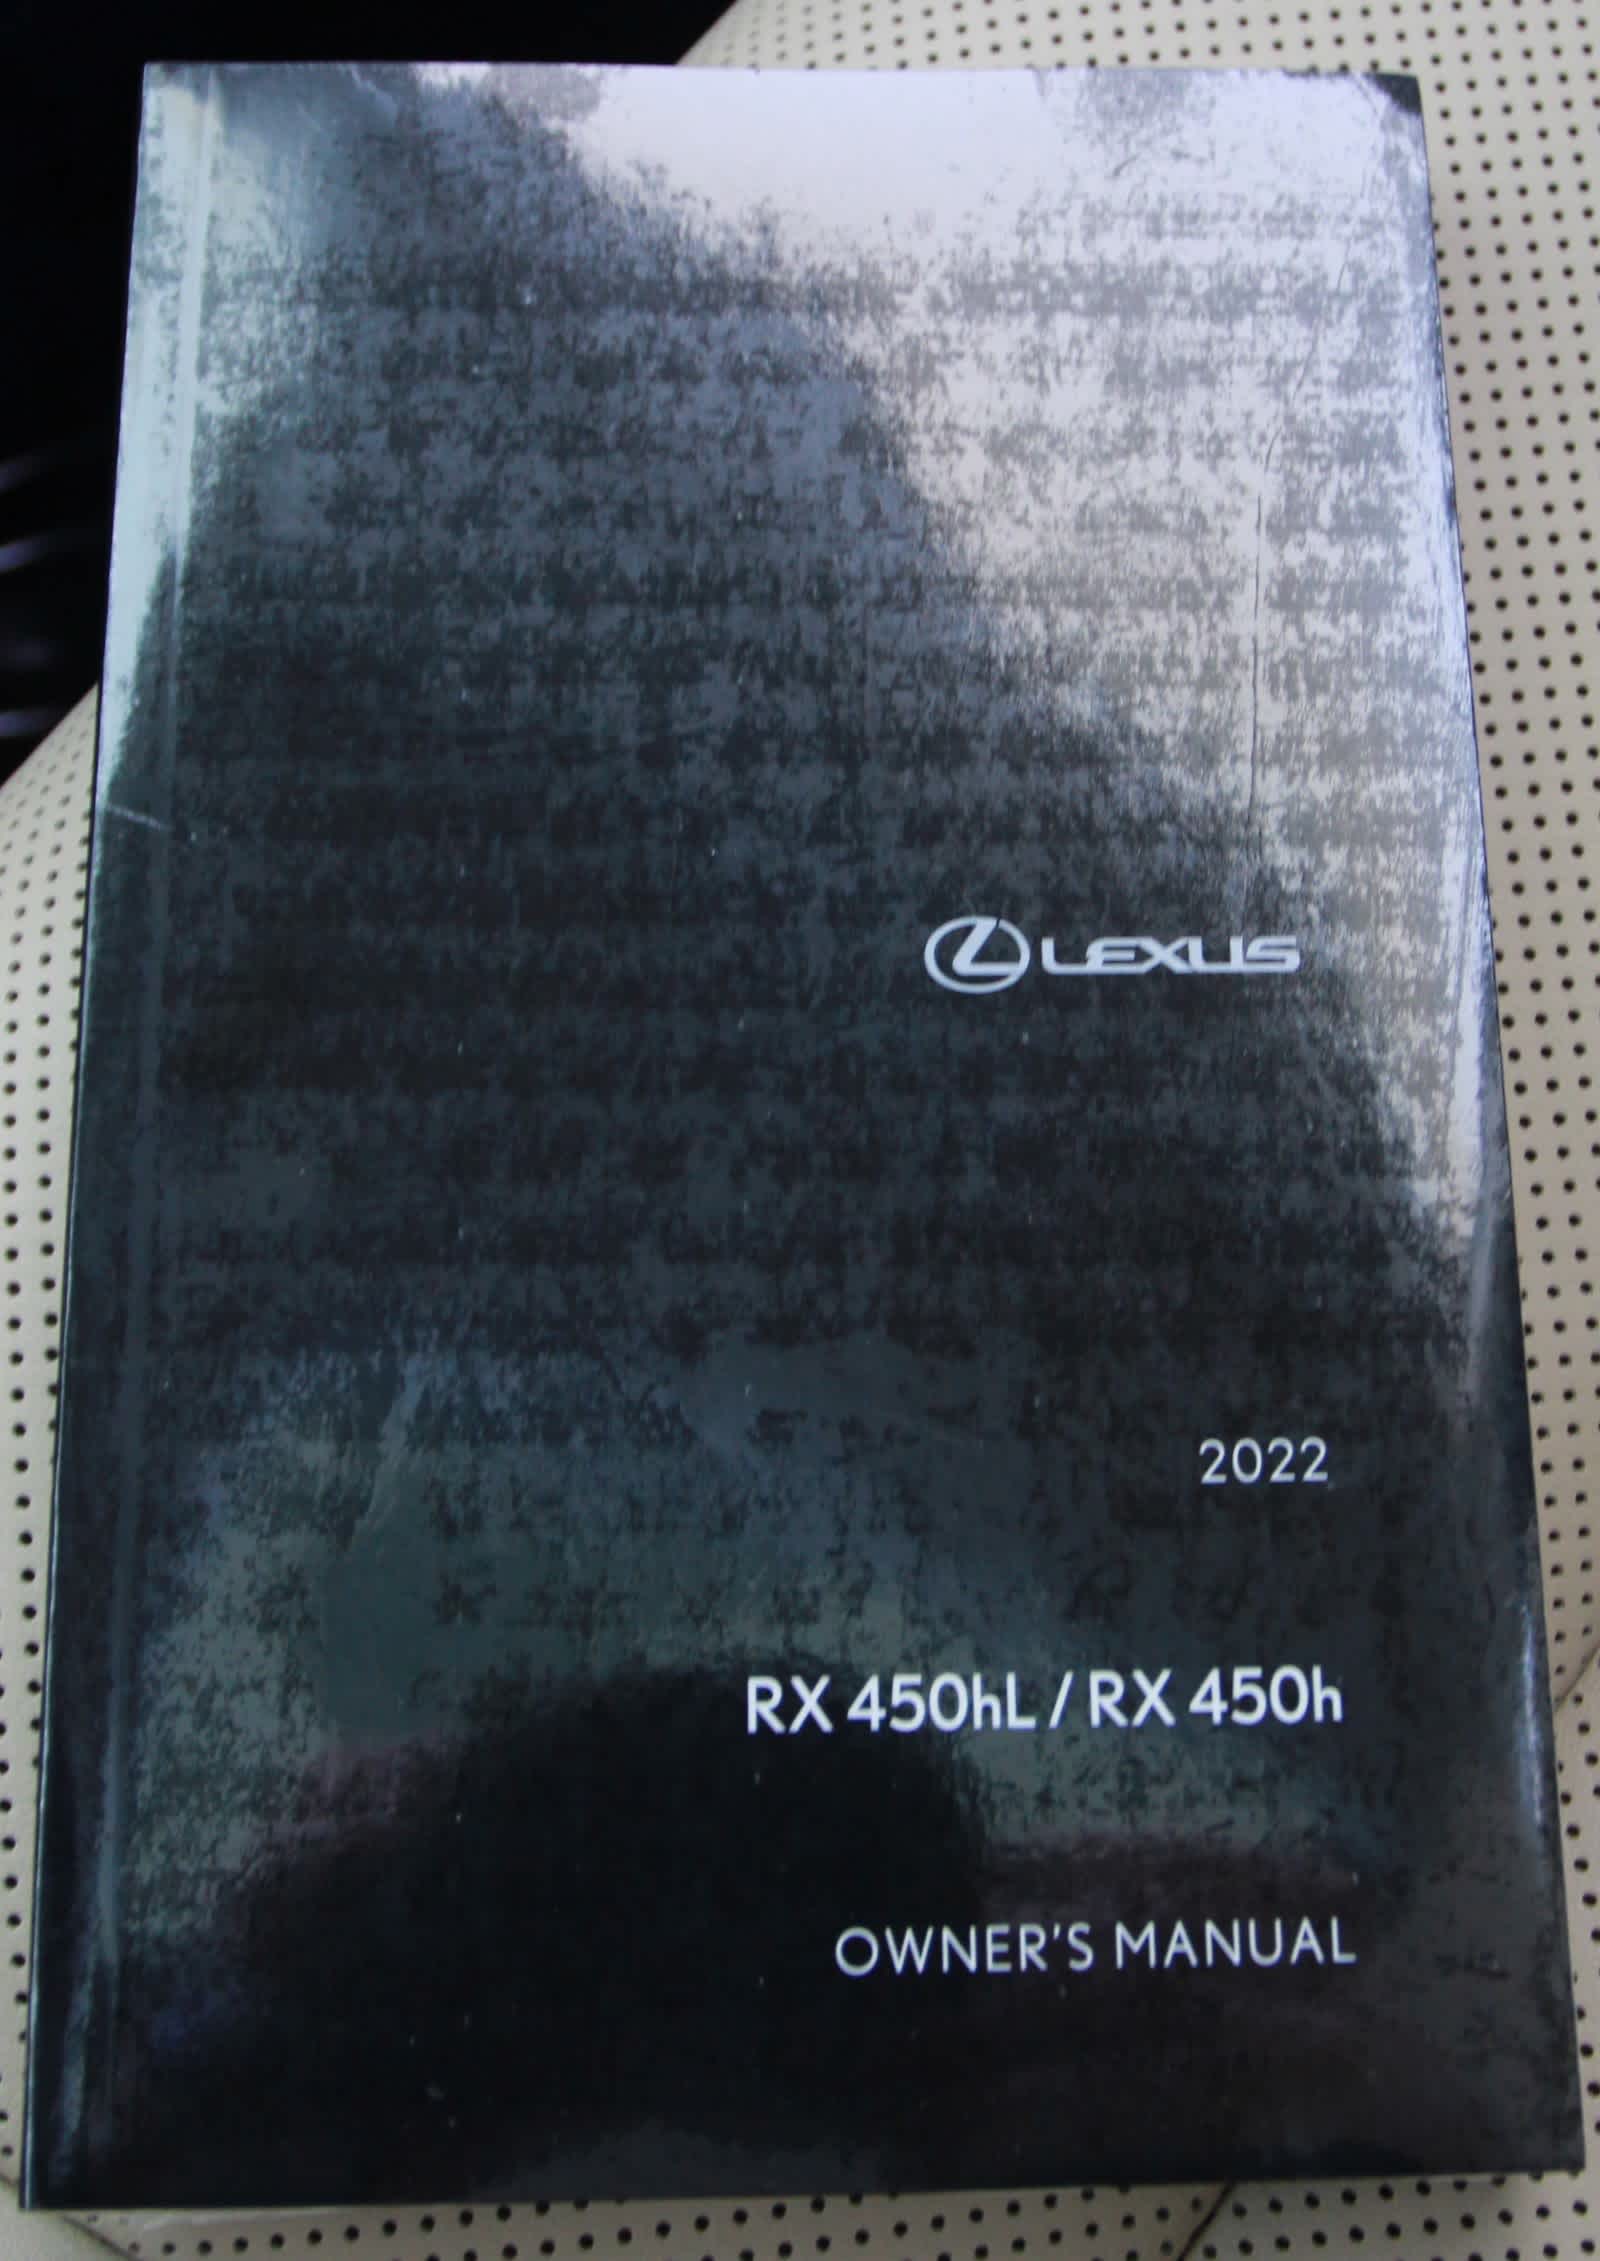 LEXUS
2022
RX 450hL / RX 450h
OWNER'S MANUAL